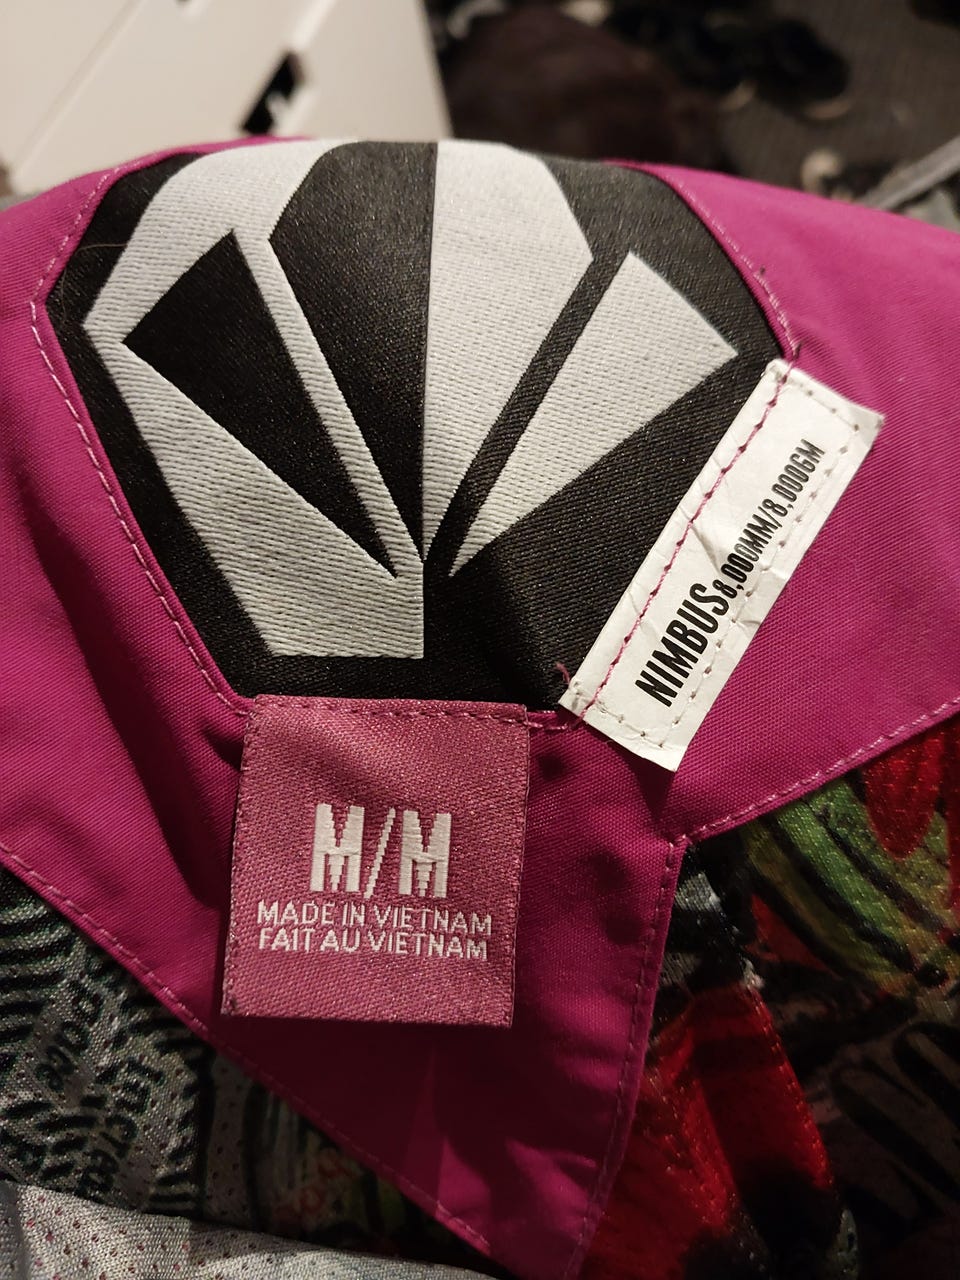 NIMBUS 8,000MM/8,000GM
M/M
MADE IN VIETNAM
FAIT AU VIETNAM